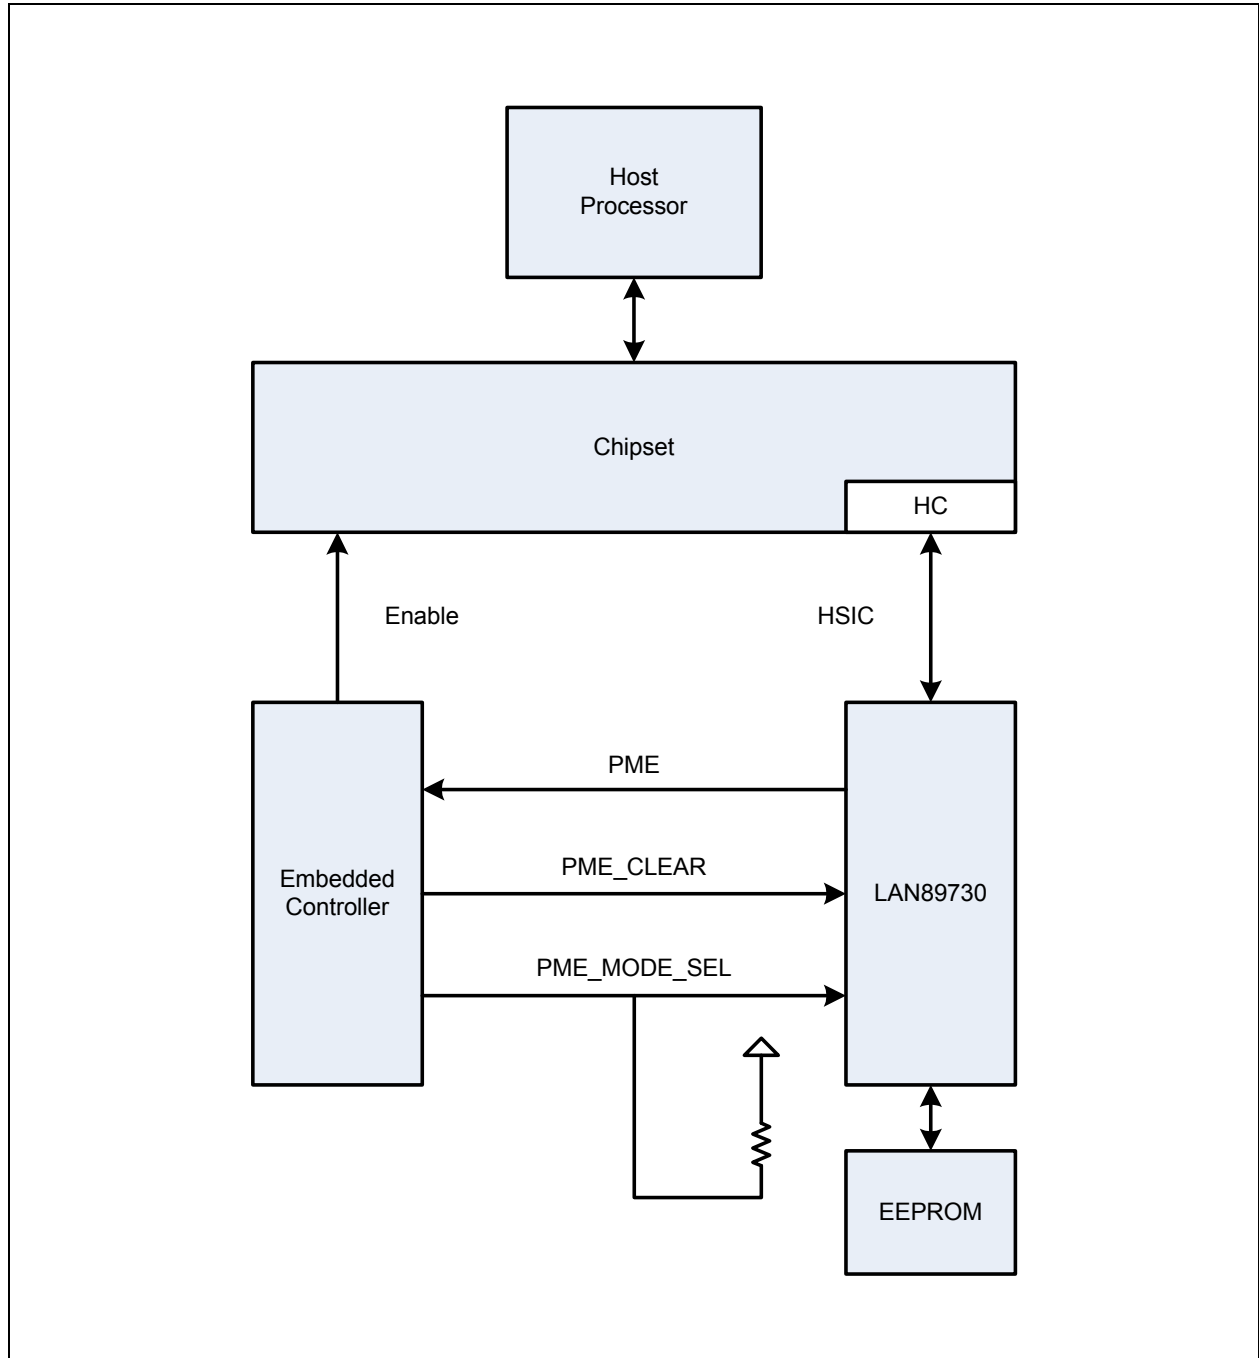 Host
Processor
Chipset
HC
Enable
HSIC
PME
PME_CLEAR
Embedded
Controller
LAN89730
PME_MODE_SEL
EEPROM